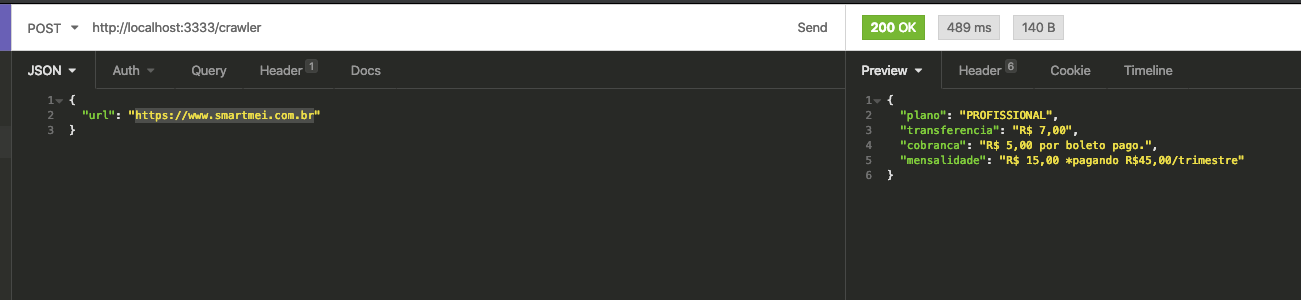 POST http://localhost:3333/crawler Send 200 OK 489 ms 140 B
JSON Auth Query Header 1 Docs Preview Header 6 Cookie Timeline
1 {
2 "url": "https://www.smartmei.com.br"
3 }
1 {
2 "plano": "PROFISSIONAL",
3 "transferencia": "R$ 7,00",
4 "cobranca": "R$ 5,00 por boleto pago.",
5 "mensalidade": "R$ 15,00 *pagando R$45,00/trimestre"
6 }